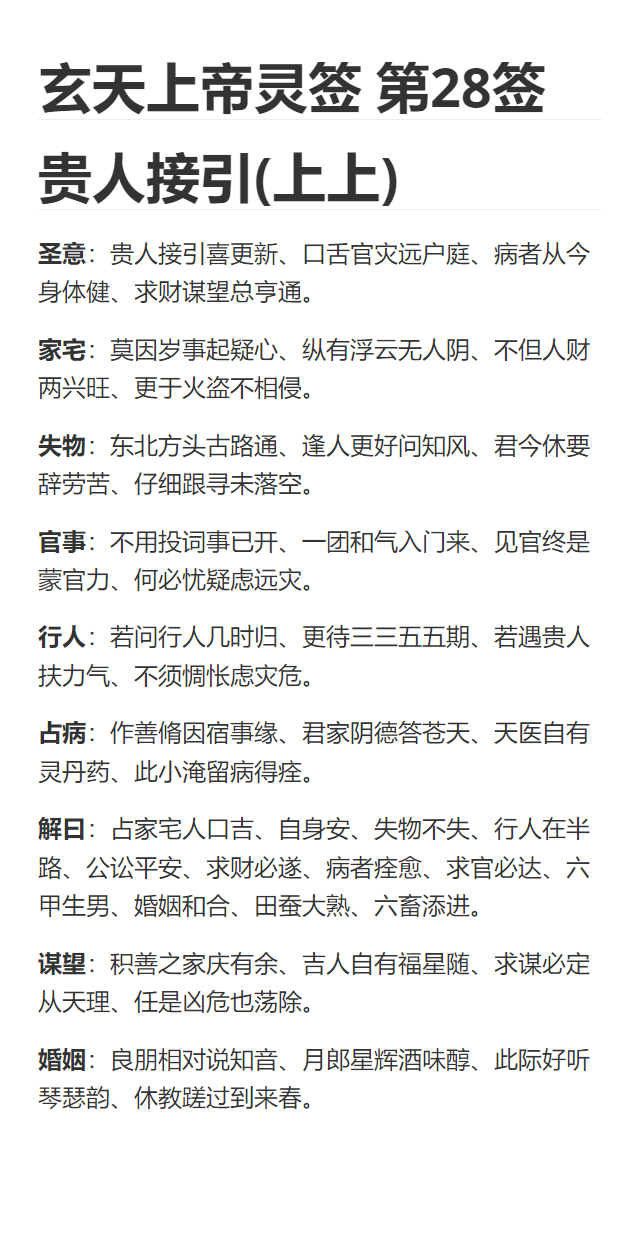 玄天上帝灵签 第28签
贵人接引(上上)
圣意：贵人接引喜更新、口舌官灾远户庭、病者从今
身体健、求财谋望总亨通。
家宅：莫因岁事起疑心、纵有浮云无人阴、不但人财
两兴旺、更于火盗不相侵。
失物：东北方头古路通、逢人更好问知风、君今休要
辞劳苦、仔细跟寻未落空。
官事：不用投词事已开、一团和气入门来、见官终是
蒙官力、何必忧疑虑远灾。
行人：若问行人几时归、更待三三五五期、若遇贵人
扶力气、不须惆怅虑灾危。
占病：作善脩因宿事缘、君家阴德答苍天、天医自有
灵丹药、此小淹留病得痊。
解曰：占家宅人口吉、自身安、失物不失、行人在半
路、公讼平安、求财必遂、病者痊愈、求官必达、六
甲生男、婚姻和合、田蚕大熟、六畜添进。
谋望：积善之家庆有余、吉人自有福星随、求谋必定
从天理、任是凶危也荡除。
婚姻：良朋相对说知音、月郎星辉酒味醇、此际好听
琴瑟韵、休教蹉过到来春。